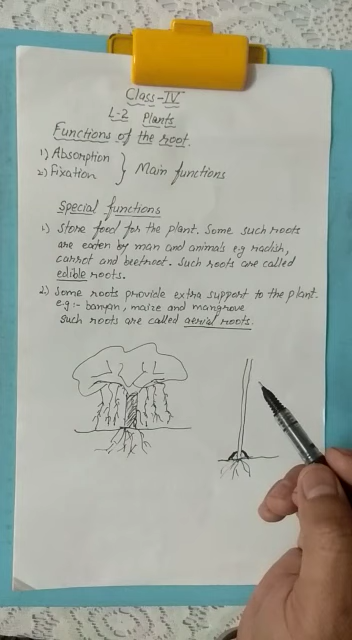 Class-IV
L-2 Plants
Functions of the root.
1) Absorption
2) Fixation } Main functions
Special functions
1) Store food for the plant. Some such roots
are eaten by man and animals e.g radish,
carrot and beetroot. Such roots are called
edible roots.
2) Some roots provide extra support to the plant.
e.g:- banyan, maize and mangrove
such roots are called aerial roots.